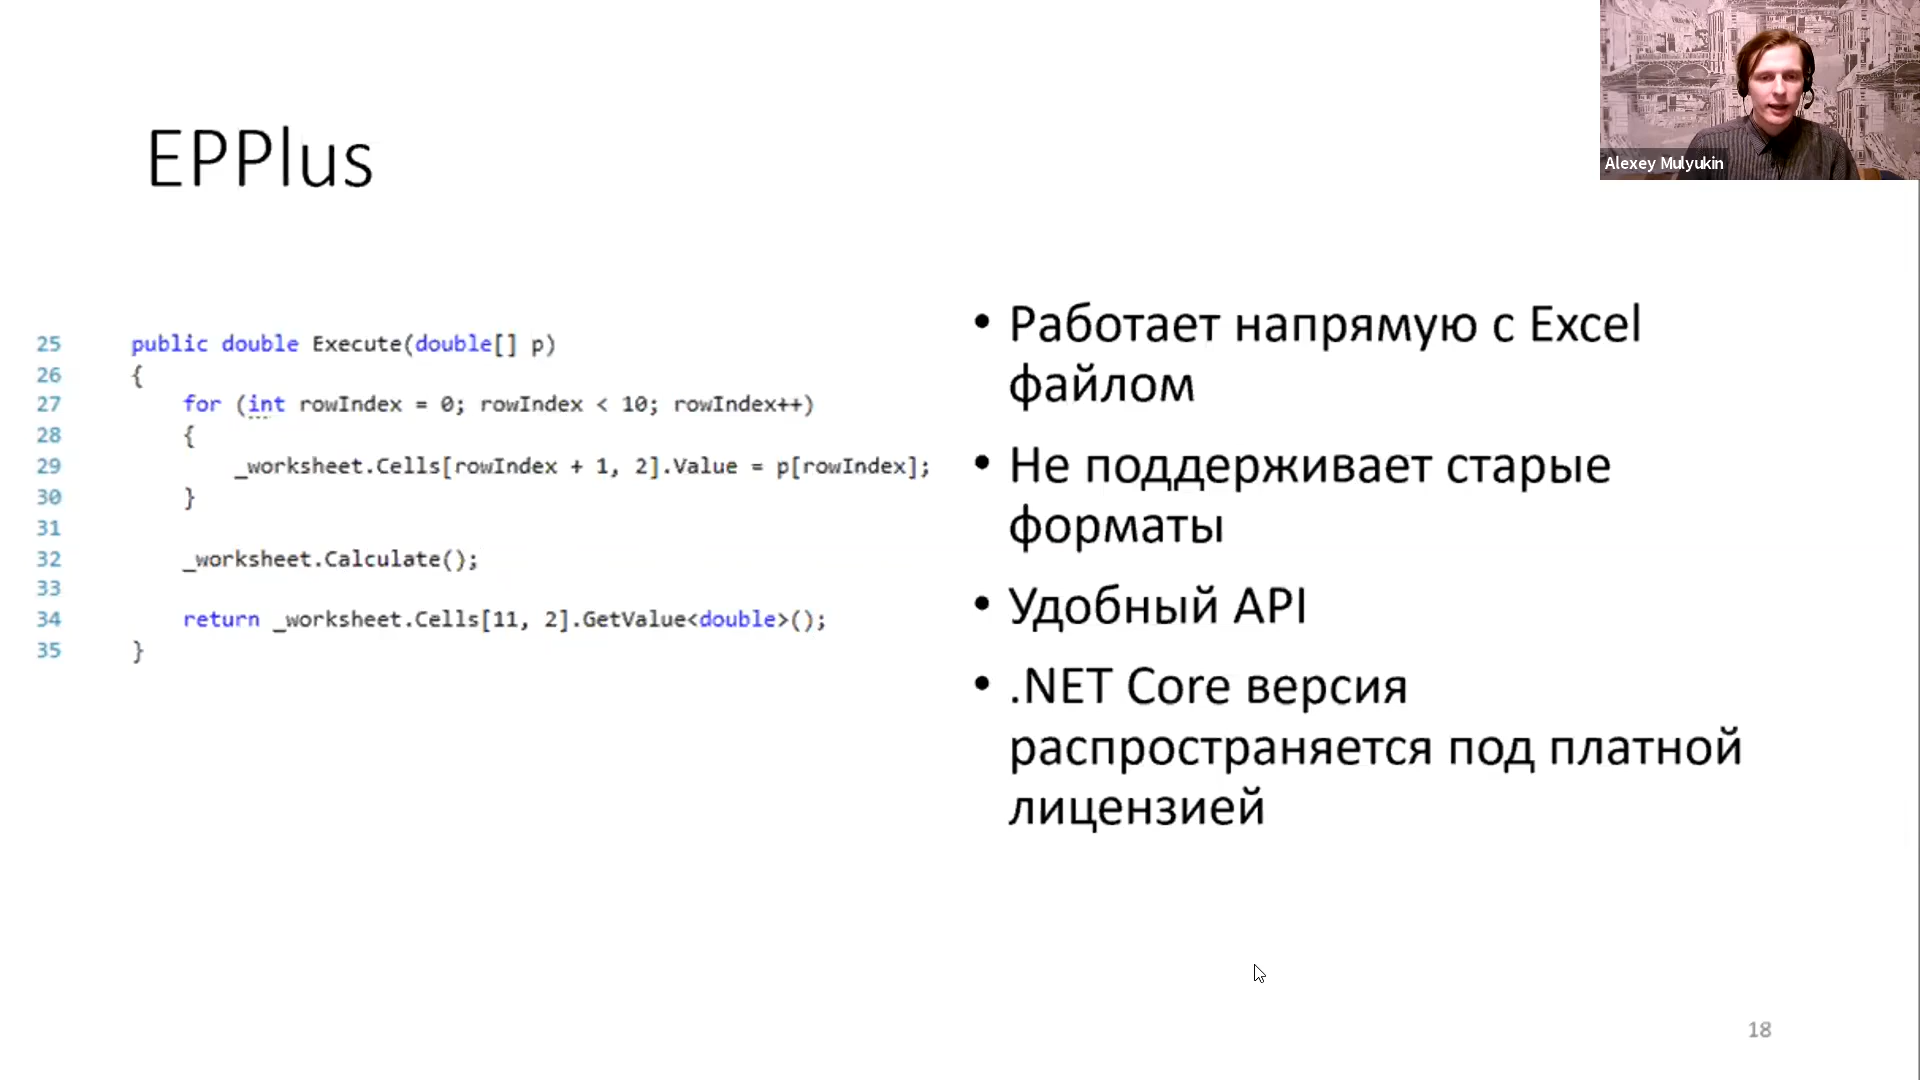 Alexey Mulyukin
EPPlus
25 public double Execute(double[] p)
26 {
27 for (int rowIndex = 0; rowIndex < 10; rowIndex++)
28 {
29 _worksheet.Cells[rowIndex + 1, 2].Value = p[rowIndex];
30 }
31
32 _worksheet.Calculate();
33
34 return _worksheet.Cells[11, 2].GetValue<double>();
35 }
• Работает напрямую с Excel
файлом
• Не поддерживает старые
форматы
• Удобный API
• .NET Core версия
распространяется под платной
лицензией
18